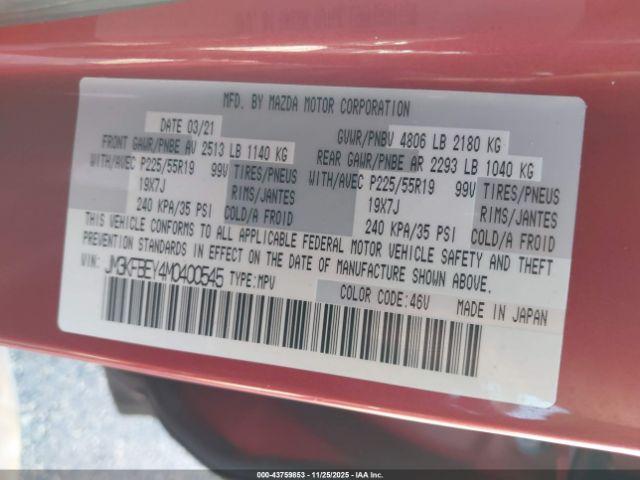 MFD. BY MAZDA MOTOR CORPORATION
DATE 03/21
GVWR/PNBV 4806 LB 2180 KG
FRONT GAWR/PNBE AV 2513 LB 1140 KG
REAR GAWR/PNBE AR 2293 LB 1040 KG
WITH/AVEC P225/55R19 99V TIRES/PNEUS
19X7J RIMS/JANTES
240 KPA/35 PSI COLD/A FROID
WITH/AVEC P225/55R19 99V TIRES/PNEUS
19X7J RIMS/JANTES
240 KPA/35 PSI COLD/A FROID
THIS VEHICLE CONFORMS TO ALL APPLICABLE FEDERAL MOTOR VEHICLE SAFETY AND THEFT
PREVENTION STANDARDS IN EFFECT ON THE DATE OF MANUFACTURE SHOWN ABOVE.
VIN: JM3KFBEY4M0400545 TYPE:MPV
COLOR CODE:46V MADE IN JAPAN
000-43759853 - 11/25/2025 - IAA Inc.